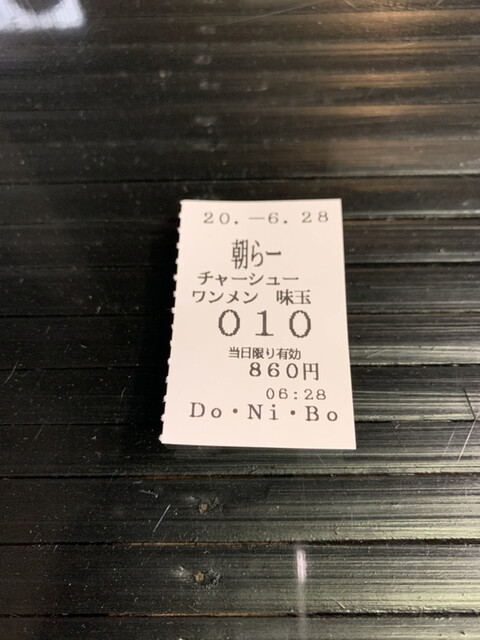 20.-6.28
朝らー
チャーシュー
ワンメン 味玉
010
当日限り有効
860円
06:28
Do・Ni・Bo